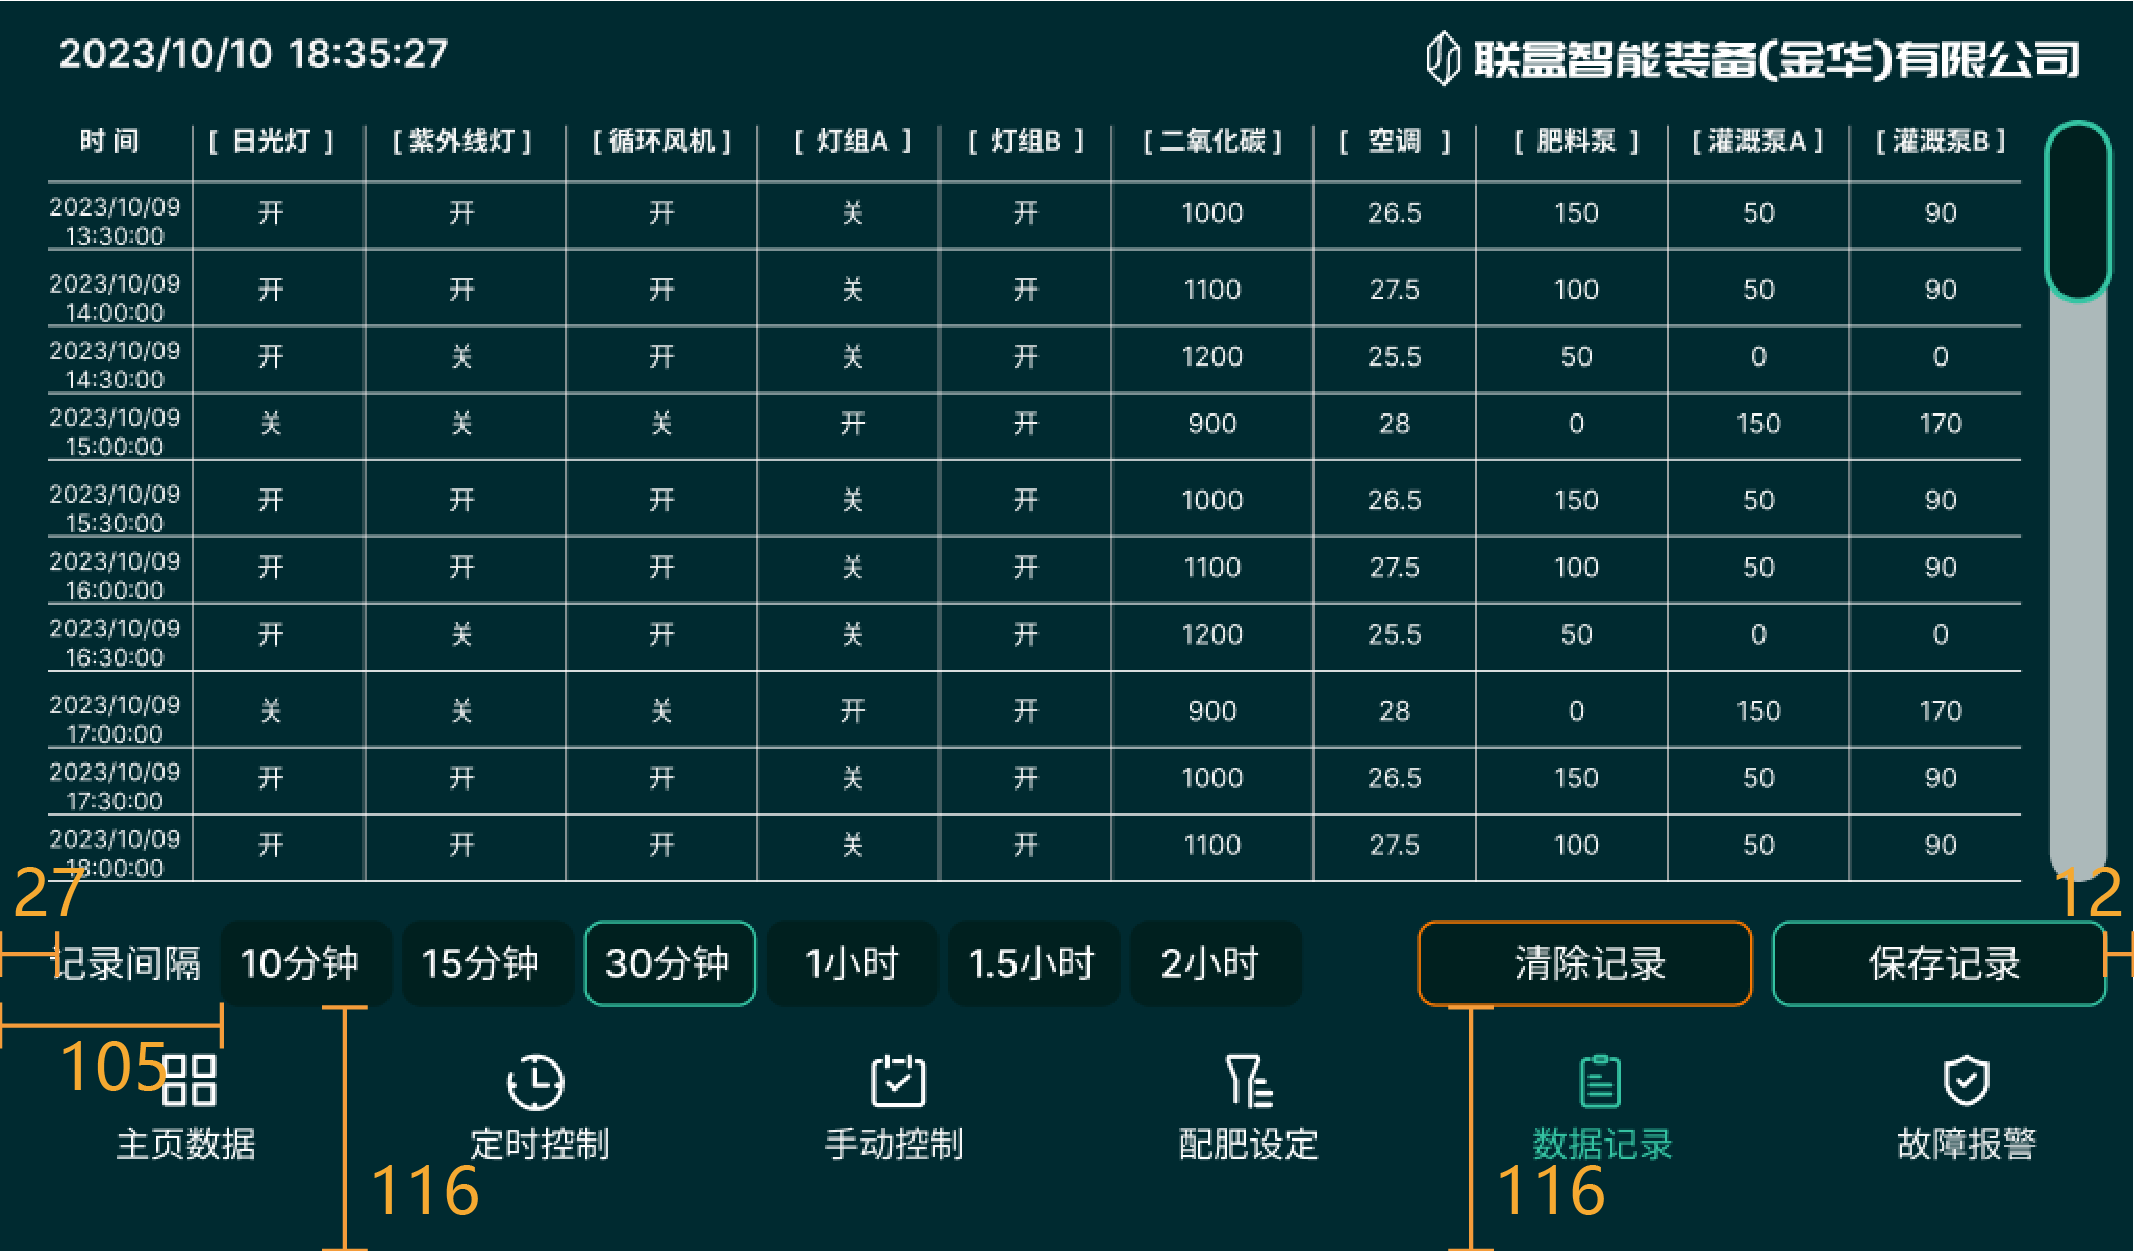 2023/10/10 18:35:27
联盒智能装备(金华)有限公司
时 间 [ 日光灯 ] [ 紫外线灯 ] [ 循环风机 ] [ 灯组A ] [ 灯组B ] [ 二氧化碳 ] [ 空调 ] [ 肥料泵 ] [ 灌溉泵A ] [ 灌溉泵B ]
2023/10/09 13:30:00 开 开 开 关 开 1000 26.5 150 50 90
2023/10/09 14:00:00 开 开 开 关 开 1100 27.5 100 50 90
2023/10/09 14:30:00 开 关 开 关 开 1200 25.5 50 0 0
2023/10/09 15:00:00 关 关 关 开 开 900 28 0 150 170
2023/10/09 15:30:00 开 开 开 关 开 1000 26.5 150 50 90
2023/10/09 16:00:00 开 开 开 关 开 1100 27.5 100 50 90
2023/10/09 16:30:00 开 关 开 关 开 1200 25.5 50 0 0
2023/10/09 17:00:00 关 关 关 开 开 900 28 0 150 170
2023/10/09 17:30:00 开 开 开 关 开 1000 26.5 150 50 90
2023/10/09 18:00:00 开 开 开 关 开 1100 27.5 100 50 90
27 12
记录间隔 10分钟 15分钟 30分钟 1小时 1.5小时 2小时 清除记录 保存记录
105
主页数据 定时控制 手动控制 配肥设定 数据记录 故障报警
116 116